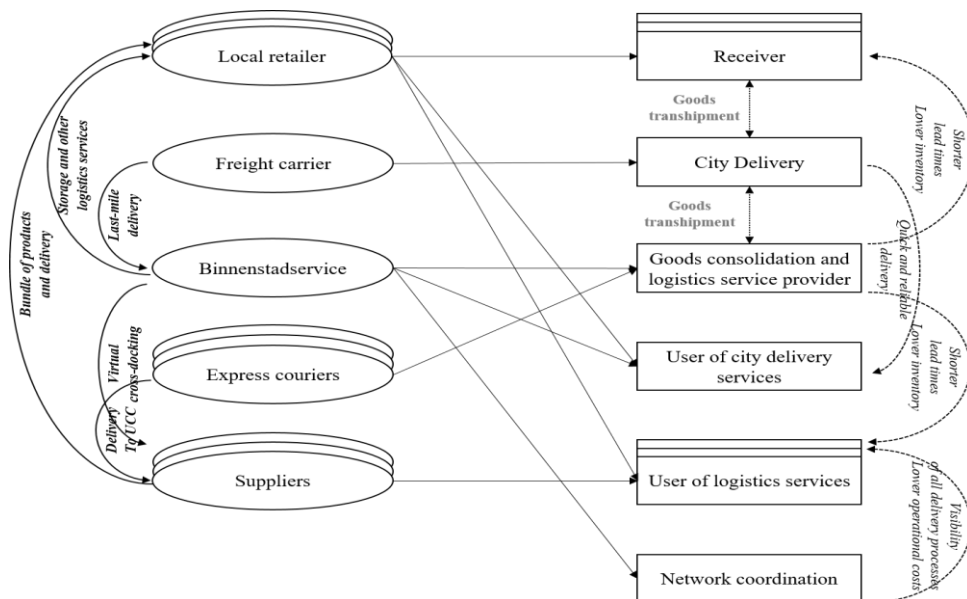 Local retailer
Receiver
Goods
transhipment
Freight carrier
City Delivery
Goods
transhipment
Binnenstadservice
Goods consolidation and
logistics service provider
Express couriers
User of city delivery
services
Suppliers
User of logistics services
Network coordination
Bundle of products
and delivery
Storage and other
logistics services
Last-mile
delivery
Virtual
cross-docking
Delivery
To UCC
Shorter
lead times
Lower inventory
Quick and reliable
delivery
Shorter
lead times
Lower inventory
Visibility
of all delivery processes
Lower operational costs